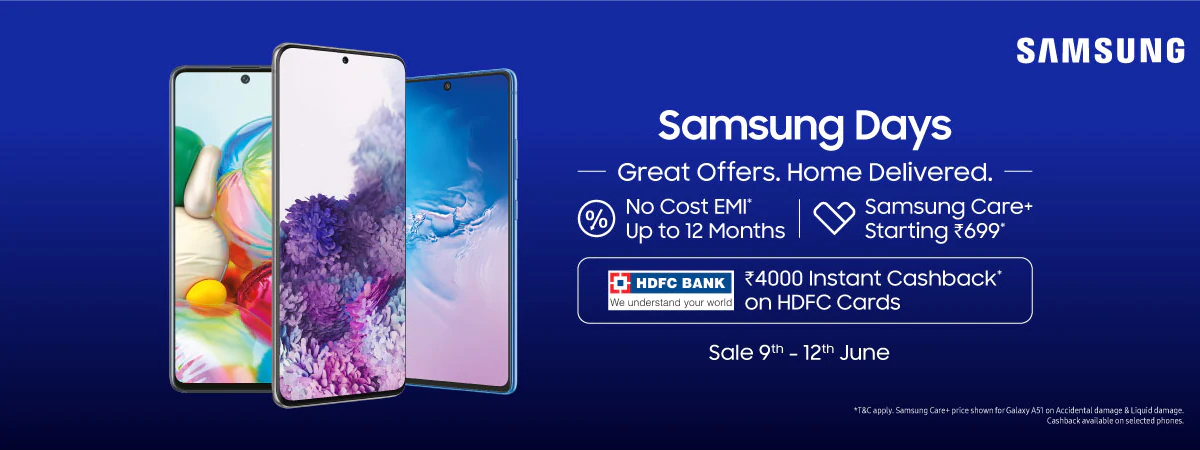 SAMSUNG
Samsung Days
Great Offers. Home Delivered.
No Cost EMI*
Up to 12 Months
Samsung Care+
Starting ₹699*
HDFC BANK
We understand your world
₹4000 Instant Cashback*
on HDFC Cards
Sale 9th - 12th June
*T&C apply. Samsung Care+ price shown for Galaxy A51 on Accidental damage & Liquid damage.
Cashback available on selected phones.